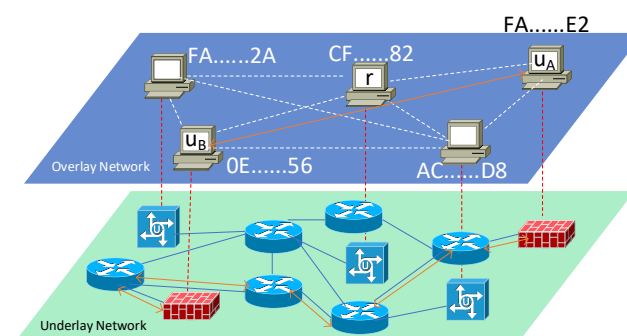 FA......E2
FA......2A
CF......82
uA
r
uB
Overlay Network
0E......56
AC......D8
Underlay Network